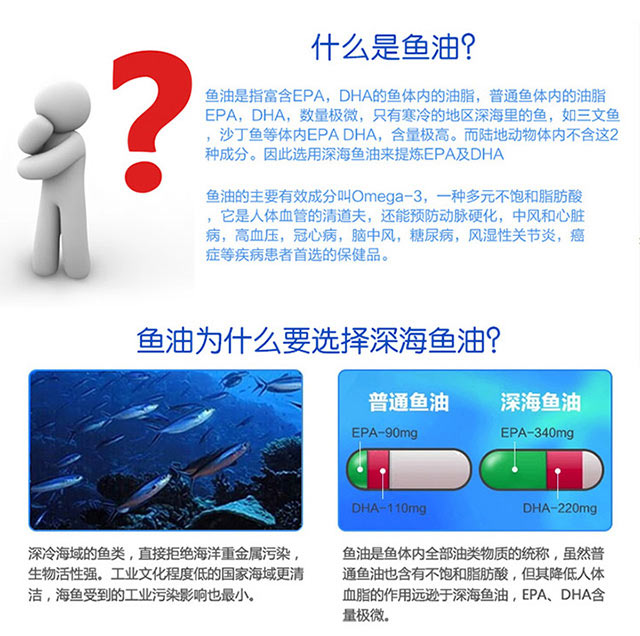 什么是鱼油?
鱼油是指富含EPA，DHA的鱼体内的油脂，普通鱼体内的油脂
EPA，DHA，数量极微，只有寒冷的地区深海里的鱼，如三文鱼
，沙丁鱼等体内EPA DHA，含量极高。而陆地动物体内不含这2
种成分。因此选用深海鱼油来提炼EPA及DHA
鱼油的主要有效成分叫Omega-3，一种多元不饱和脂肪酸
，它是人体血管的清道夫，还能预防动脉硬化，中风和心脏
病，高血压，冠心病，脑中风，糖尿病，风湿性关节炎，癌
症等疾病患者首选的保健品。
鱼油为什么要选择深海鱼油?
普通鱼油
深海鱼油
EPA-90mg
EPA-340mg
DHA-110mg
DHA-220mg
深冷海域的鱼类，直接拒绝海洋重金属污染，
生物活性强。工业文化程度低的国家海域更清
洁，海鱼受到的工业污染影响也最小。
鱼油是鱼体内全部油类物质的统称，虽然普
通鱼油也含有不饱和脂肪酸，但其降低人体
血脂的作用远逊于深海鱼油，EPA、DHA含
量极微。